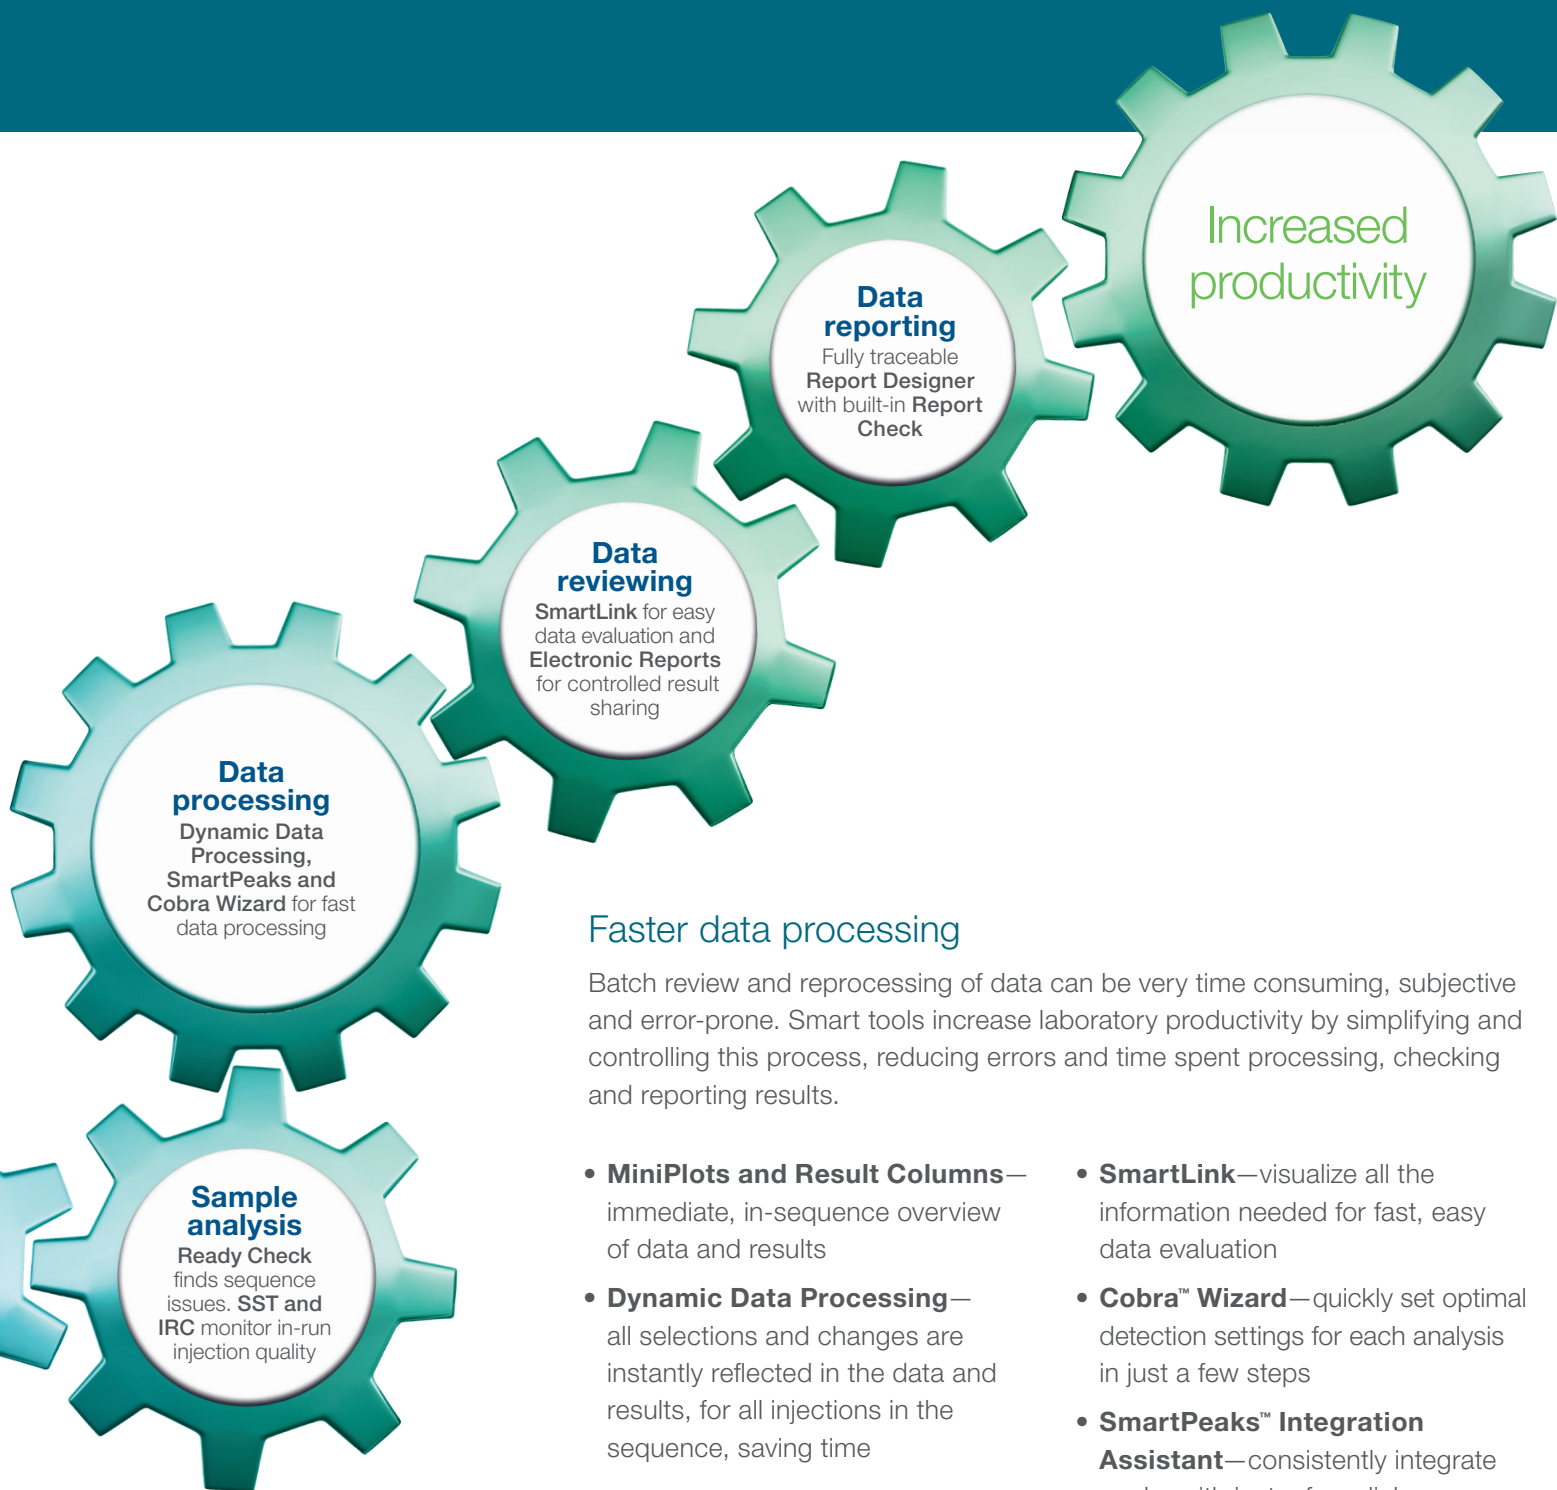 Increased
productivity
Data
reporting
Fully traceable
Report Designer
with built-in Report
Check
Data
reviewing
SmartLink for easy
data evaluation and
Electronic Reports
for controlled result
sharing
Data
processing
Dynamic Data
Processing,
SmartPeaks and
Cobra Wizard for fast
data processing
Sample
analysis
Ready Check
finds sequence
issues. SST and
IRC monitor in-run
injection quality
Faster data processing
Batch review and reprocessing of data can be very time consuming, subjective
and error-prone. Smart tools increase laboratory productivity by simplifying and
controlling this process, reducing errors and time spent processing, checking
and reporting results.
• MiniPlots and Result Columns—
immediate, in-sequence overview
of data and results
• Dynamic Data Processing—
all selections and changes are
instantly reflected in the data and
results, for all injections in the
sequence, saving time
• SmartLink—visualize all the
information needed for fast, easy
data evaluation
• Cobra™ Wizard—quickly set optimal
detection settings for each analysis
in just a few steps
• SmartPeaks™ Integration
Assistant—consistently integrate